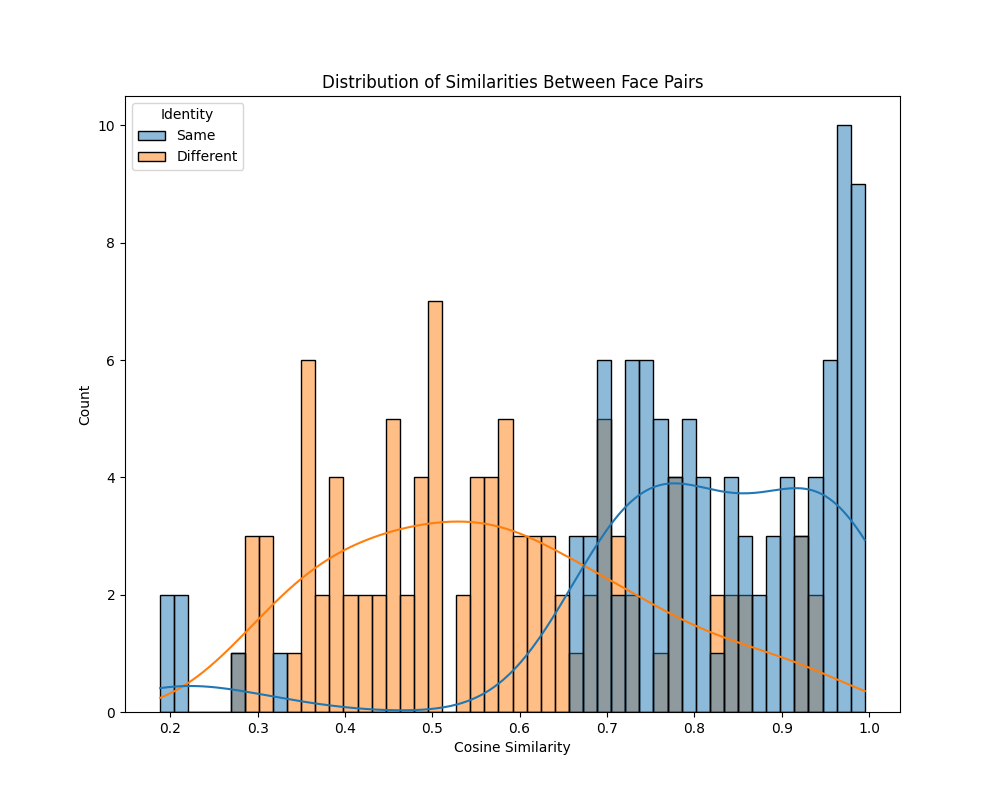 Distribution of Similarities Between Face Pairs
Identity
Same
Different
Count
10
8
6
4
2
0
0.2 0.3 0.4 0.5 0.6 0.7 0.8 0.9 1.0
Cosine Similarity